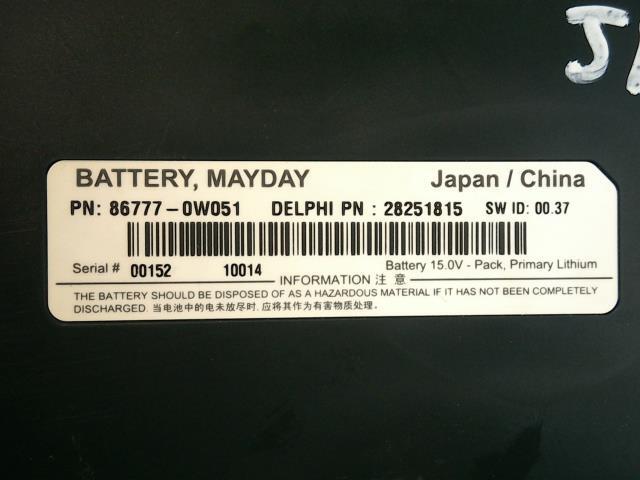 BATTERY, MAYDAY Japan / China
PN: 86777-0W051 DELPHI PN : 28251815 SW ID: 00.37
Serial # 00152 10014 Battery 15.0V - Pack, Primary Lithium
INFORMATION 注 意
THE BATTERY SHOULD BE DISPOSED OF AS A HAZARDOUS MATERIAL IF IT HAS NOT BEEN COMPLETELY
DISCHARGED. 当电池中的电未放尽时,应将其作为有害物质处理。